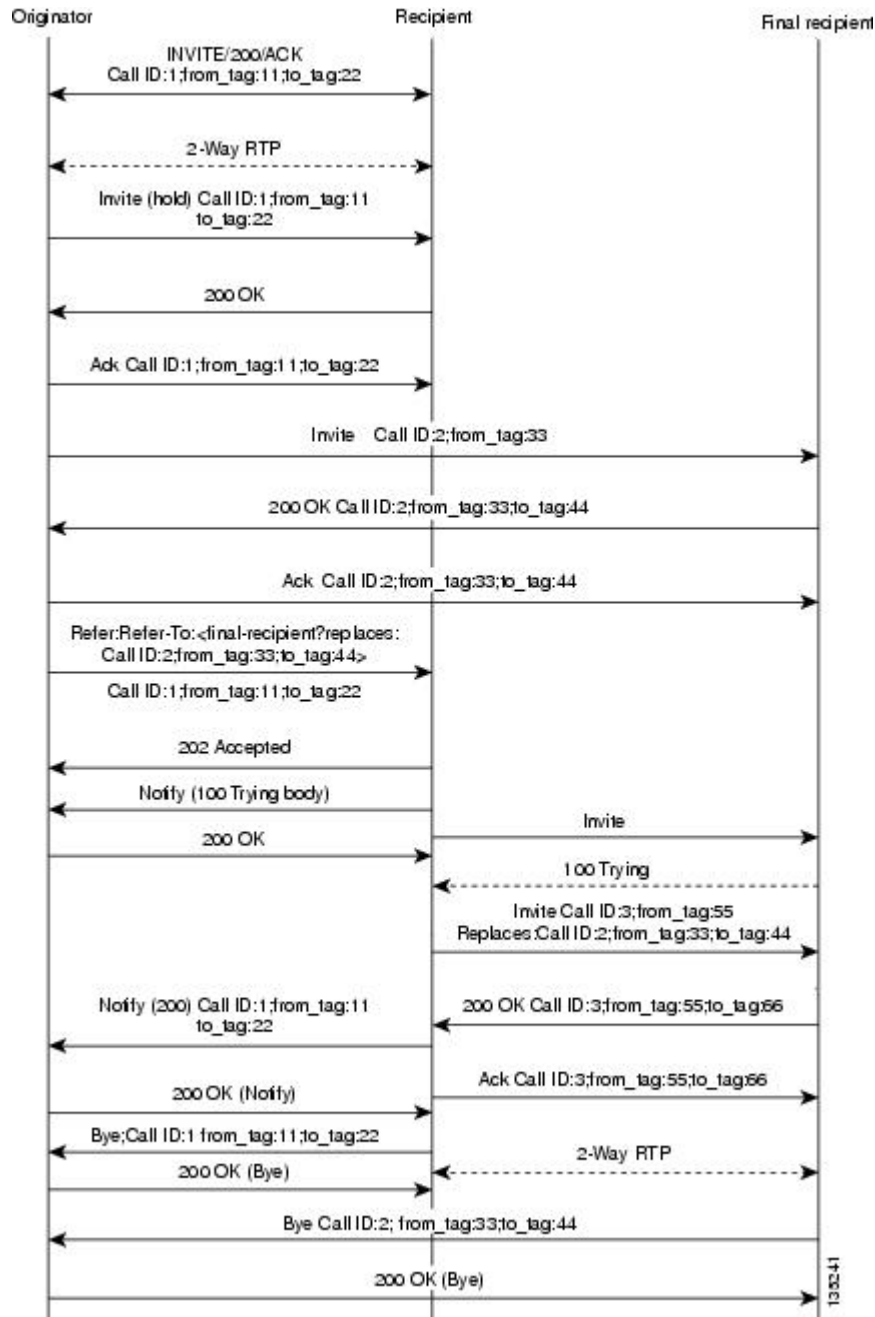 Originator
Recipient
Final recipient
INVITE/200/ACK
Call ID:1;from_tag:11;to_tag:22
2-Way RTP
Invite (hold) Call ID:1;from_tag:11
to_tag:22
200 OK
Ack Call ID:1;from_tag:11;to_tag:22
Invite Call ID:2;from_tag:33
200 OK Call ID:2;from_tag:33;to_tag:44
Ack Call ID:2;from_tag:33;to_tag:44
Refer:Refer-To:<final-recipient?replaces:
Call ID:2;from_tag:33;to_tag:44>
Call ID:1;from_tag:11;to_tag:22
202 Accepted
Notify (100 Trying body)
Invite
200 OK
100 Trying
Invite Call ID:3;from_tag:55
Replaces:Call ID:2;from_tag:33;to_tag:44
Notify (200) Call ID:1;from_tag:11
to_tag:22
200 OK Call ID:3;from_tag:55;to_tag:66
Ack Call ID:3;from_tag:55;to_tag:66
200 OK (Notify)
Bye;Call ID:1 from_tag:11;to_tag:22
2-Way RTP
200 OK (Bye)
Bye Call ID:2; from_tag:33;to_tag:44
200 OK (Bye)
135241